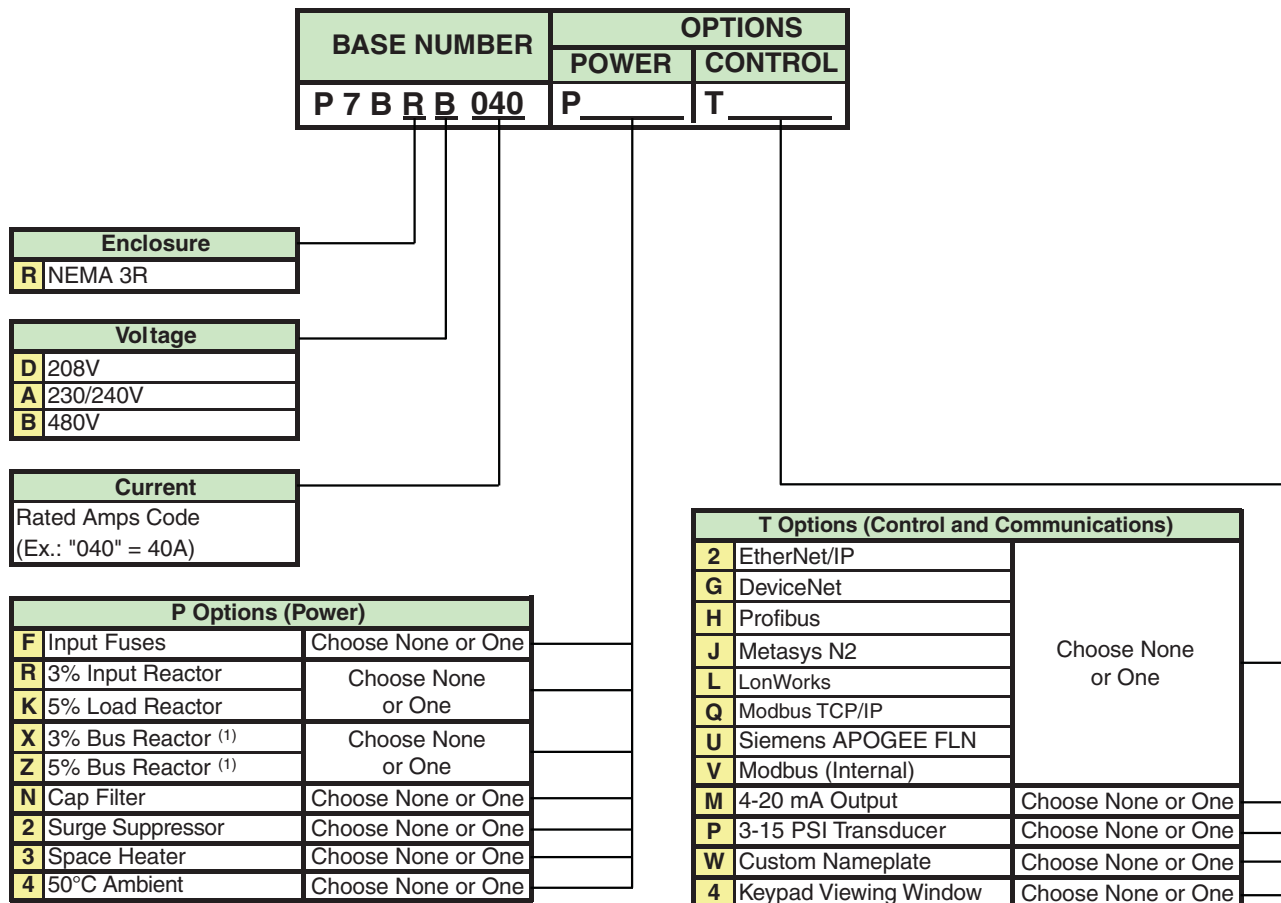 BASE NUMBER
OPTIONS
POWER CONTROL
P 7 B R B 040 P T
Enclosure
R NEMA 3R
Voltage
D 208V
A 230/240V
B 480V
Current
Rated Amps Code
(Ex.: "040" = 40A)
P Options (Power)
F Input Fuses Choose None or One
R 3% Input Reactor Choose None
K 5% Load Reactor or One
X 3% Bus Reactor (1) Choose None
Z 5% Bus Reactor (1) or One
N Cap Filter Choose None or One
2 Surge Suppressor Choose None or One
3 Space Heater Choose None or One
4 50°C Ambient Choose None or One
T Options (Control and Communications)
2 EtherNet/IP
G DeviceNet
H Profibus
J Metasys N2 Choose None
L LonWorks or One
Q Modbus TCP/IP
U Siemens APOGEE FLN
V Modbus (Internal)
M 4-20 mA Output Choose None or One
P 3-15 PSI Transducer Choose None or One
W Custom Nameplate Choose None or One
4 Keypad Viewing Window Choose None or One